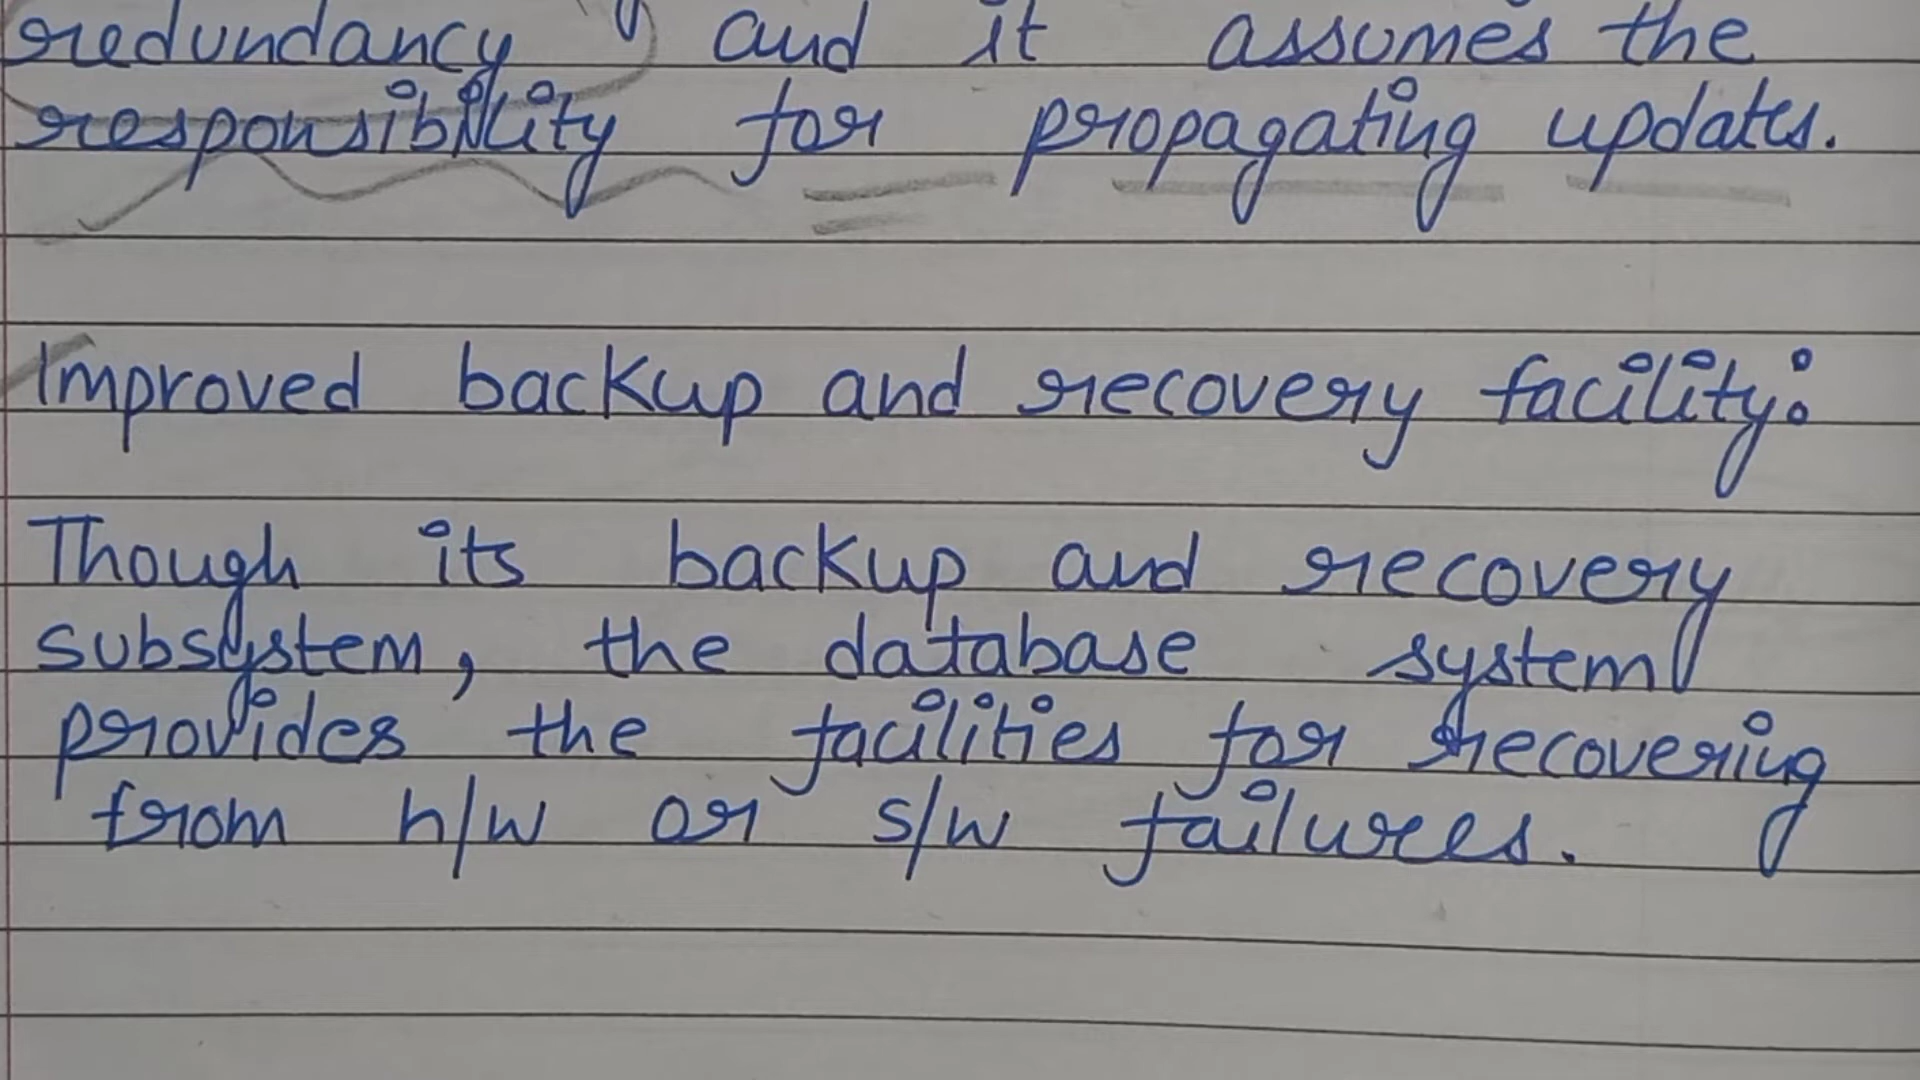 redundancy and it assumes the
responsibility for propagating updates.
Improved backup and recovery facility:
Though its backup and recovery
subsystem, the database system
provides the facilities for recovering
from h/w or s/w failures.